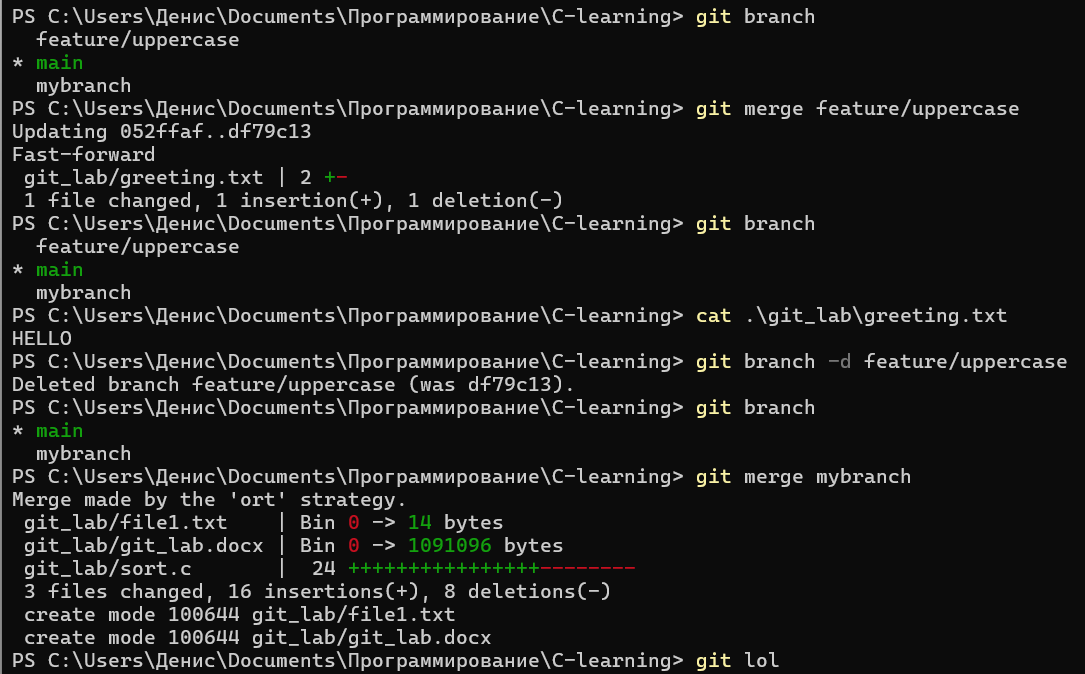 PS C:\Users\Денис\Documents\Программирование\C-learning> git branch
  feature/uppercase
* main
  mybranch
PS C:\Users\Денис\Documents\Программирование\C-learning> git merge feature/uppercase
Updating 052ffaf..df79c13
Fast-forward
 git_lab/greeting.txt | 2 +-
 1 file changed, 1 insertion(+), 1 deletion(-)
PS C:\Users\Денис\Documents\Программирование\C-learning> git branch
  feature/uppercase
* main
  mybranch
PS C:\Users\Денис\Documents\Программирование\C-learning> cat .\git_lab\greeting.txt
HELLO
PS C:\Users\Денис\Documents\Программирование\C-learning> git branch -d feature/uppercase
Deleted branch feature/uppercase (was df79c13).
PS C:\Users\Денис\Documents\Программирование\C-learning> git branch
* main
  mybranch
PS C:\Users\Денис\Documents\Программирование\C-learning> git merge mybranch
Merge made by the 'ort' strategy.
 git_lab/file1.txt    | Bin 0 -> 14 bytes
 git_lab/git_lab.docx | Bin 0 -> 1091096 bytes
 git_lab/sort.c       |  24 ++++++++++++++++--------
 3 files changed, 16 insertions(+), 8 deletions(-)
 create mode 100644 git_lab/file1.txt
 create mode 100644 git_lab/git_lab.docx
PS C:\Users\Денис\Documents\Программирование\C-learning> git lol